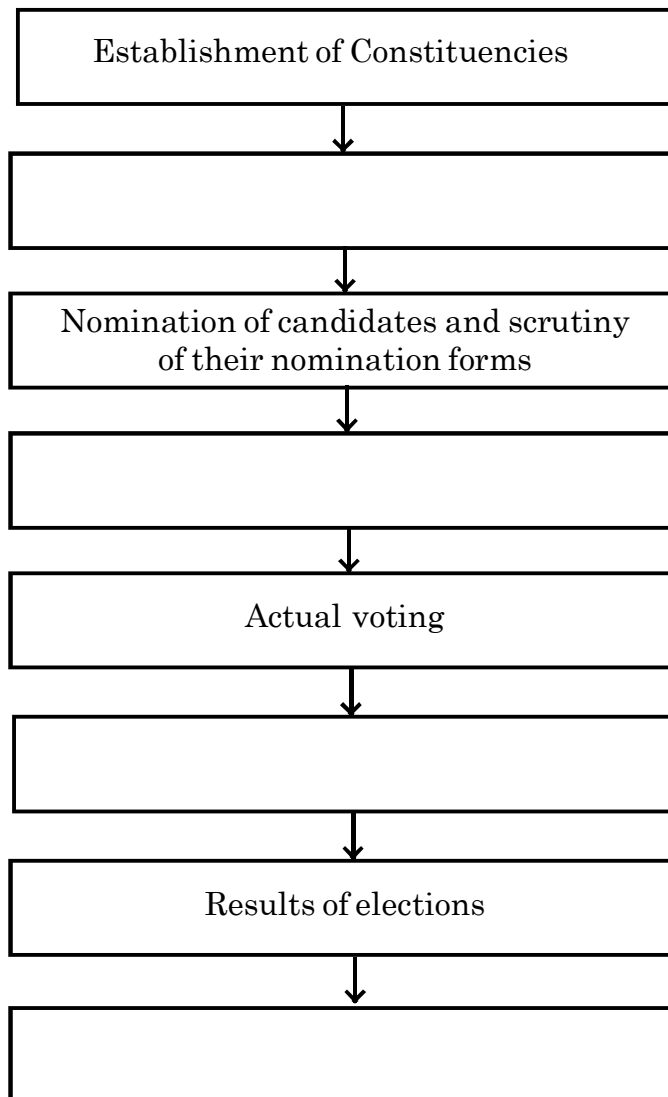 Establishment of Constituencies
Nomination of candidates and scrutiny
of their nomination forms
Actual voting
Results of elections